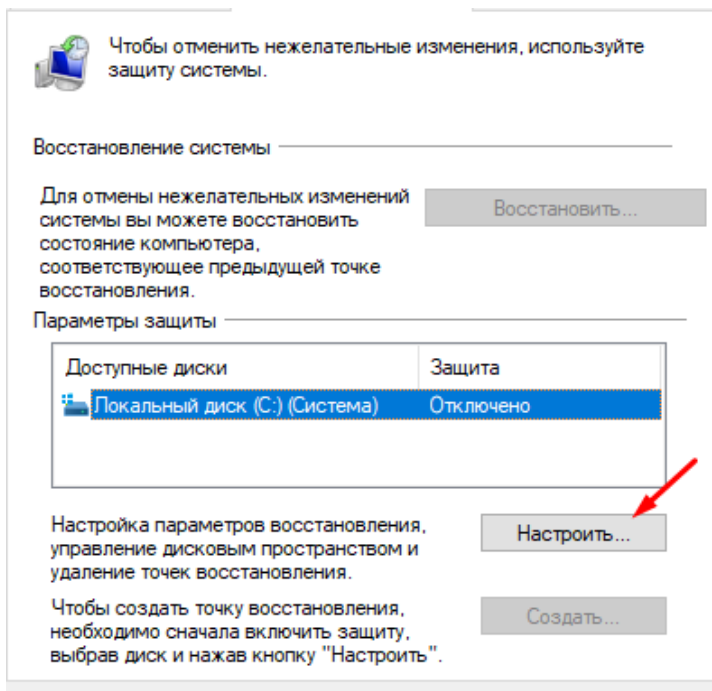 Чтобы отменить нежелательные изменения, используйте
защиту системы.
Восстановление системы
Для отмены нежелательных изменений
системы вы можете восстановить
состояние компьютера,
соответствующее предыдущей точке
восстановления.
Восстановить...
Параметры защиты
Доступные диски Защита
Локальный диск (C:) (Система) Отключено
Настройка параметров восстановления,
управление дисковым пространством и
удаление точек восстановления.
Настроить...
Чтобы создать точку восстановления,
необходимо сначала включить защиту,
выбрав диск и нажав кнопку "Настроить".
Создать...